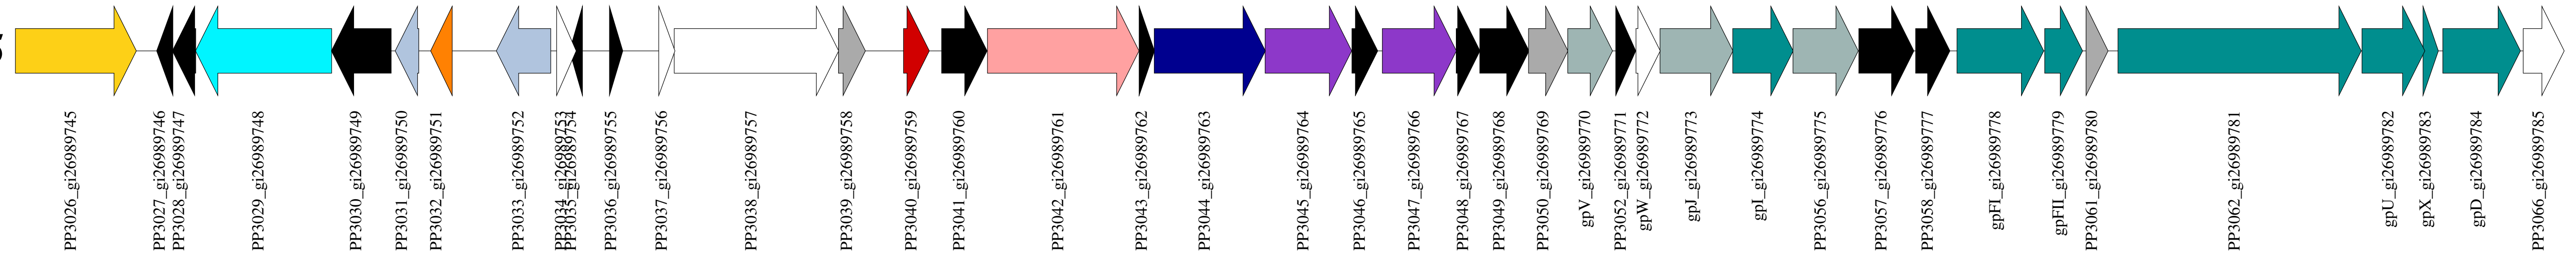 PP3026_gi26989745
PP3027_gi26989746
PP3028_gi26989747
PP3029_gi26989748
PP3030_gi26989749
PP3031_gi26989750
PP3032_gi26989751
PP3033_gi26989752
PP3034_gi26989753
PP3035_gi26989754
PP3036_gi26989755
PP3037_gi26989756
PP3038_gi26989757
PP3039_gi26989758
PP3040_gi26989759
PP3041_gi26989760
PP3042_gi26989761
PP3043_gi26989762
PP3044_gi26989763
PP3045_gi26989764
PP3046_gi26989765
PP3047_gi26989766
PP3048_gi26989767
PP3049_gi26989768
PP3050_gi26989769
gpV_gi26989770
PP3052_gi26989771
gpW_gi26989772
gpJ_gi26989773
gpI_gi26989774
PP3056_gi26989775
PP3057_gi26989776
PP3058_gi26989777
gpFI_gi26989778
gpFII_gi26989779
PP3061_gi26989780
PP3062_gi26989781
gpU_gi26989782
gpX_gi26989783
gpD_gi26989784
PP3066_gi26989785